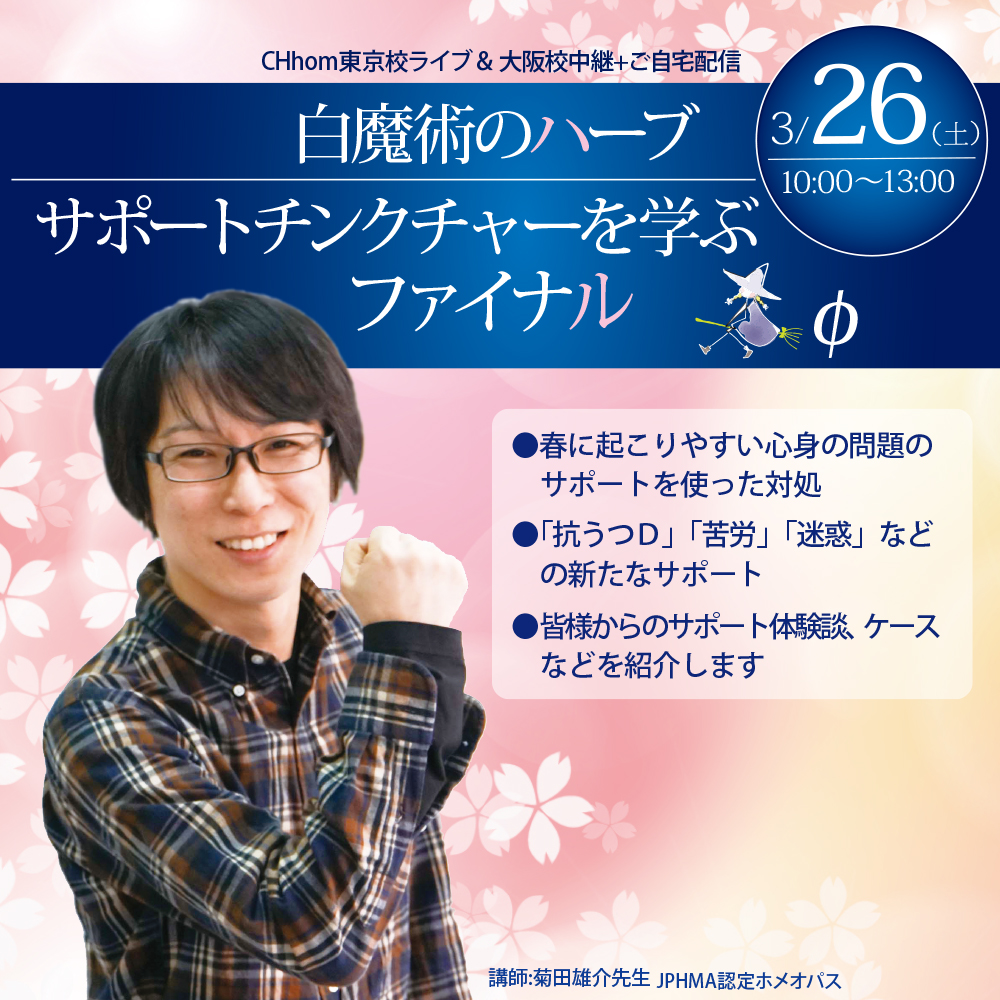 CHhom東京校ライブ & 大阪校中継+ご自宅配信
白魔術のハーブ
サポートチンクチャーを学ぶ
ファイナル
φ
3/26(土)
10:00〜13:00
●春に起こりやすい心身の問題の
サポートを使った対処
●「抗うつD」「苦労」「迷惑」など
の新たなサポート
●皆様からのサポート体験談、ケース
などを紹介します
講師:菊田雄介先生 JPHMA認定ホメオパス